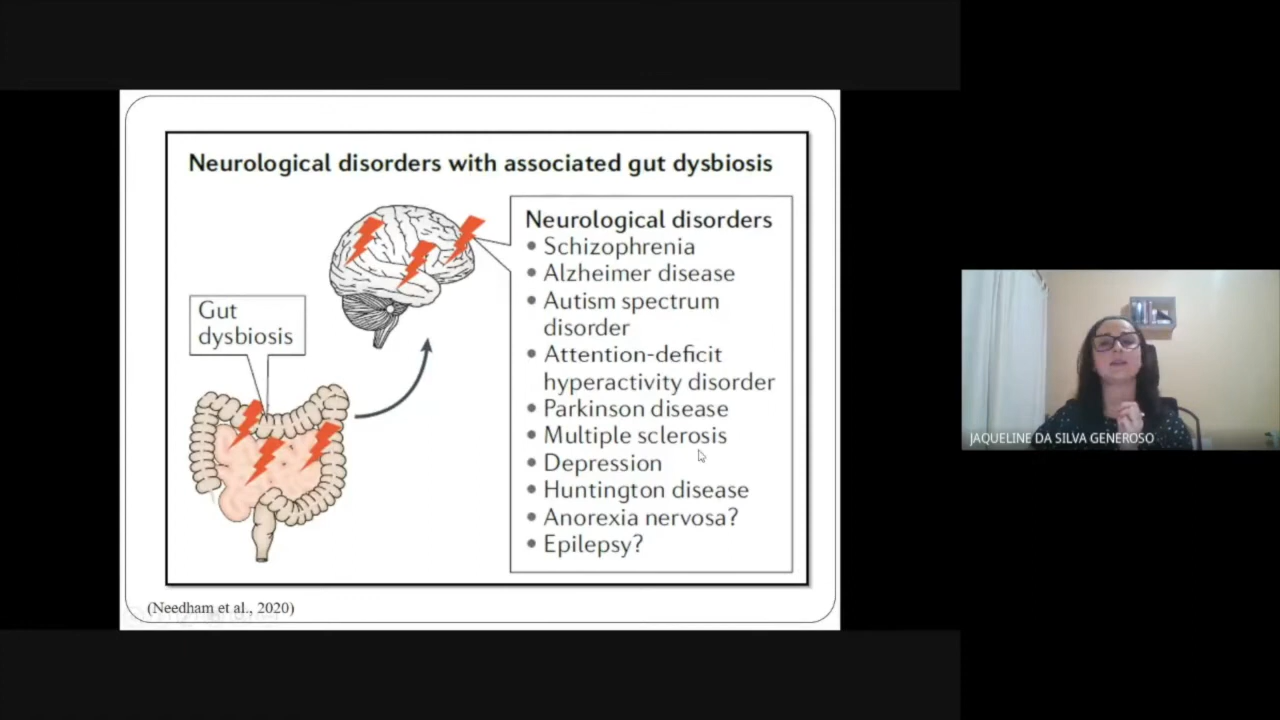 Neurological disorders with associated gut dysbiosis
Gut
dysbiosis
Neurological disorders
• Schizophrenia
• Alzheimer disease
• Autism spectrum
disorder
• Attention-deficit
hyperactivity disorder
• Parkinson disease
• Multiple sclerosis
• Depression
• Huntington disease
• Anorexia nervosa?
• Epilepsy?
(Needham et al., 2020)
JAQUELINE DA SILVA GENEROSO